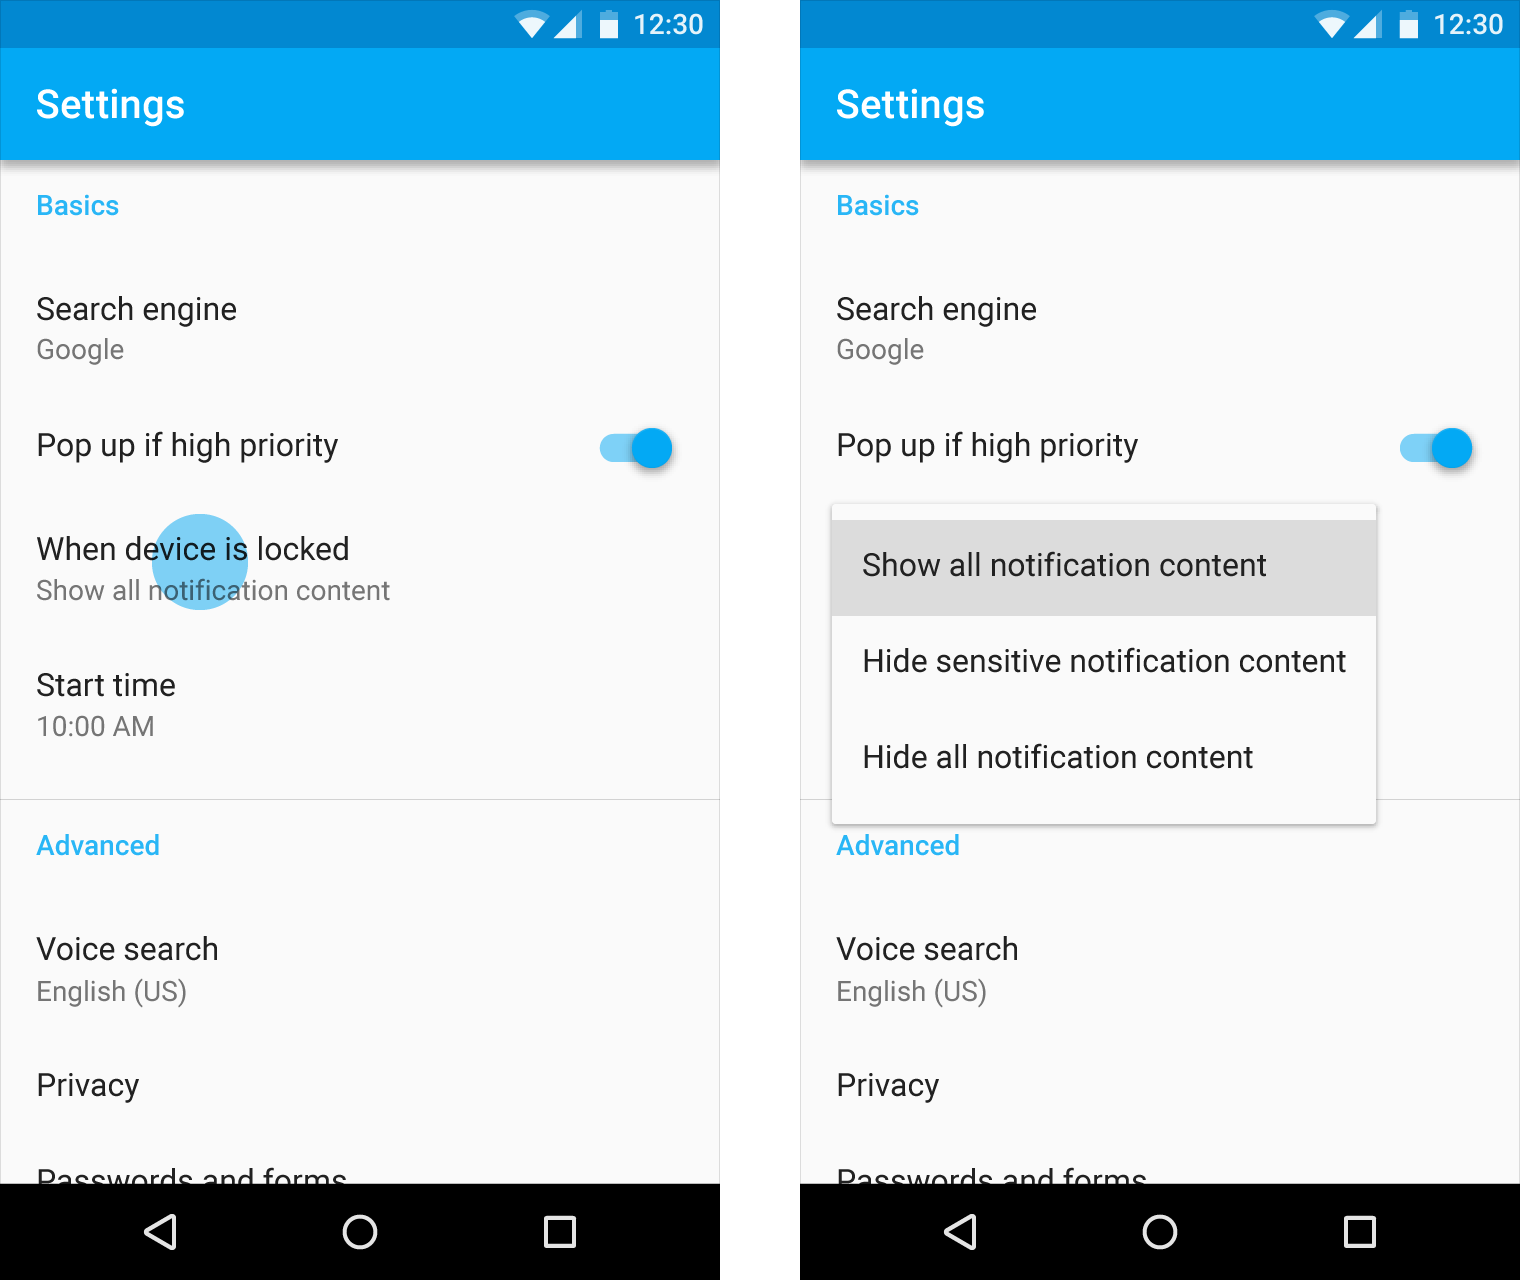 12:30
Settings
Basics
Search engine
Google
Pop up if high priority
When device is locked
Show all notification content
Start time
10:00 AM
Advanced
Voice search
English (US)
Privacy
Passwords and forms
12:30
Settings
Basics
Search engine
Google
Pop up if high priority
Show all notification content
Hide sensitive notification content
Hide all notification content
Advanced
Voice search
English (US)
Privacy
Passwords and forms